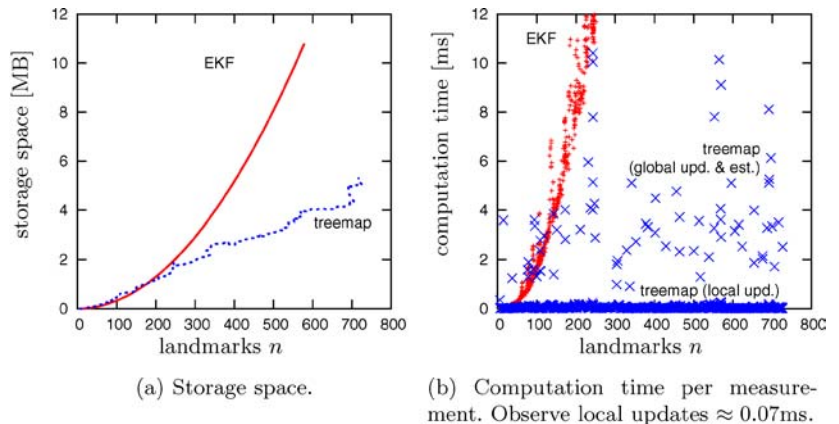 12
10
8
6
4
2
0
storage space [MB]
EKF
treemap
0 100 200 300 400 500 600 700 800
landmarks n
(a) Storage space.
12
10
8
6
4
2
0
computation time [ms]
EKF
treemap
(global upd. & est.)
treemap (local upd.)
0 100 200 300 400 500 600 700 800
landmarks n
(b) Computation time per measure-
ment. Observe local updates ≈ 0.07ms.